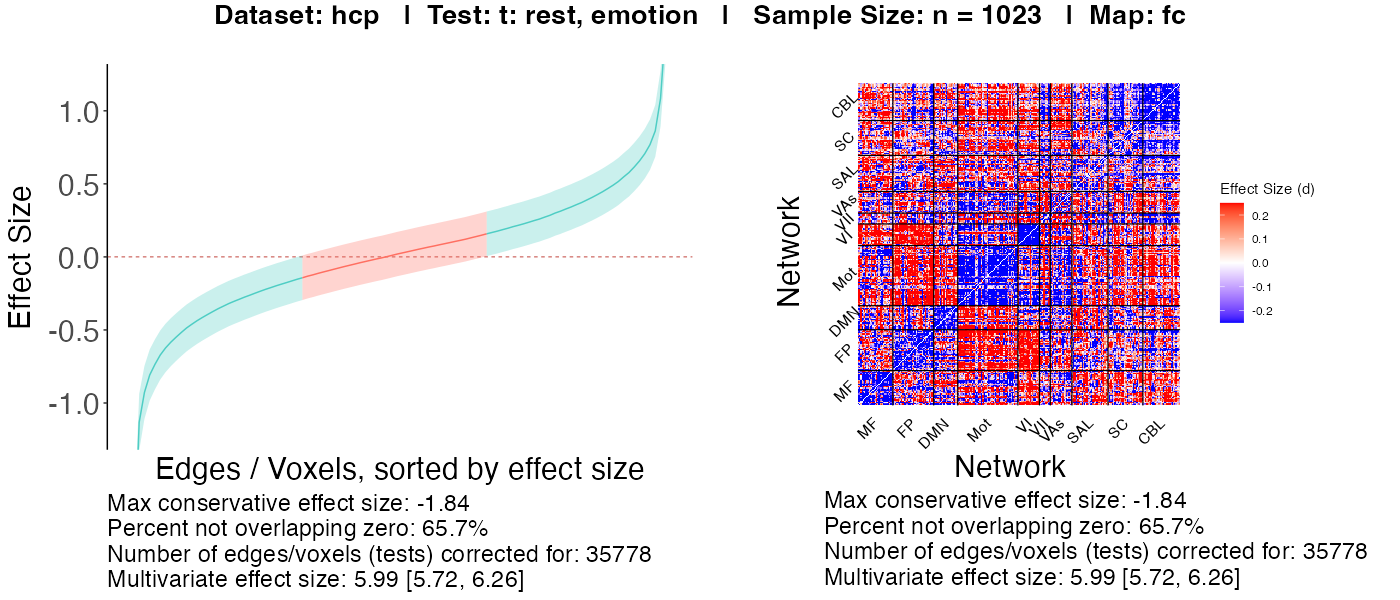 Dataset: hcp | Test: t: rest, emotion | Sample Size: n = 1023 | Map: fc
Effect Size
1.0
0.5
0.0
-0.5
-1.0
Edges / Voxels, sorted by effect size
Max conservative effect size: -1.84
Percent not overlapping zero: 65.7%
Number of edges/voxels (tests) corrected for: 35778
Multivariate effect size: 5.99 [5.72, 6.26]
Network
CBL
SC
SAL
VAs
VII
VI
Mot
DMN
FP
MF
MF
FP
DMN
Mot
VI
VII
VAs
SAL
SC
CBL
Network
Effect Size (d)
0.2
0.1
0.0
-0.1
-0.2
Max conservative effect size: -1.84
Percent not overlapping zero: 65.7%
Number of edges/voxels (tests) corrected for: 35778
Multivariate effect size: 5.99 [5.72, 6.26]